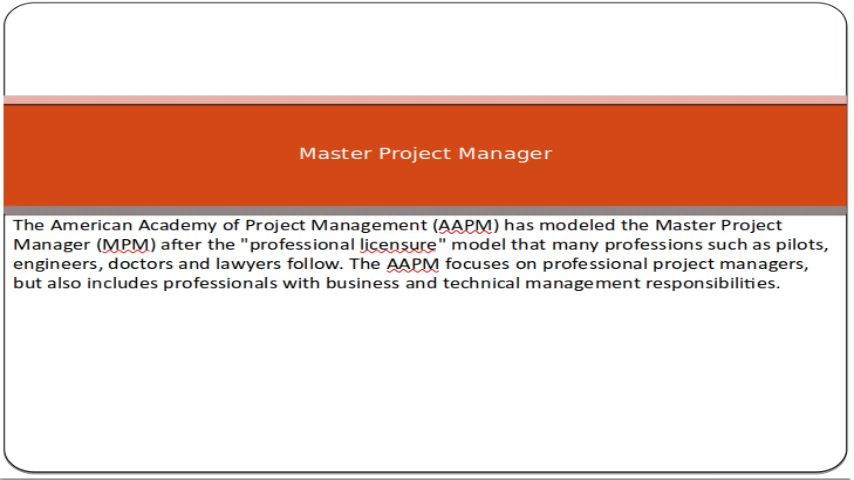 Master Project Manager
The American Academy of Project Management (AAPM) has modeled the Master Project
Manager (MPM) after the "professional licensure" model that many professions such as pilots,
engineers, doctors and lawyers follow. The AAPM focuses on professional project managers,
but also includes professionals with business and technical management responsibilities.